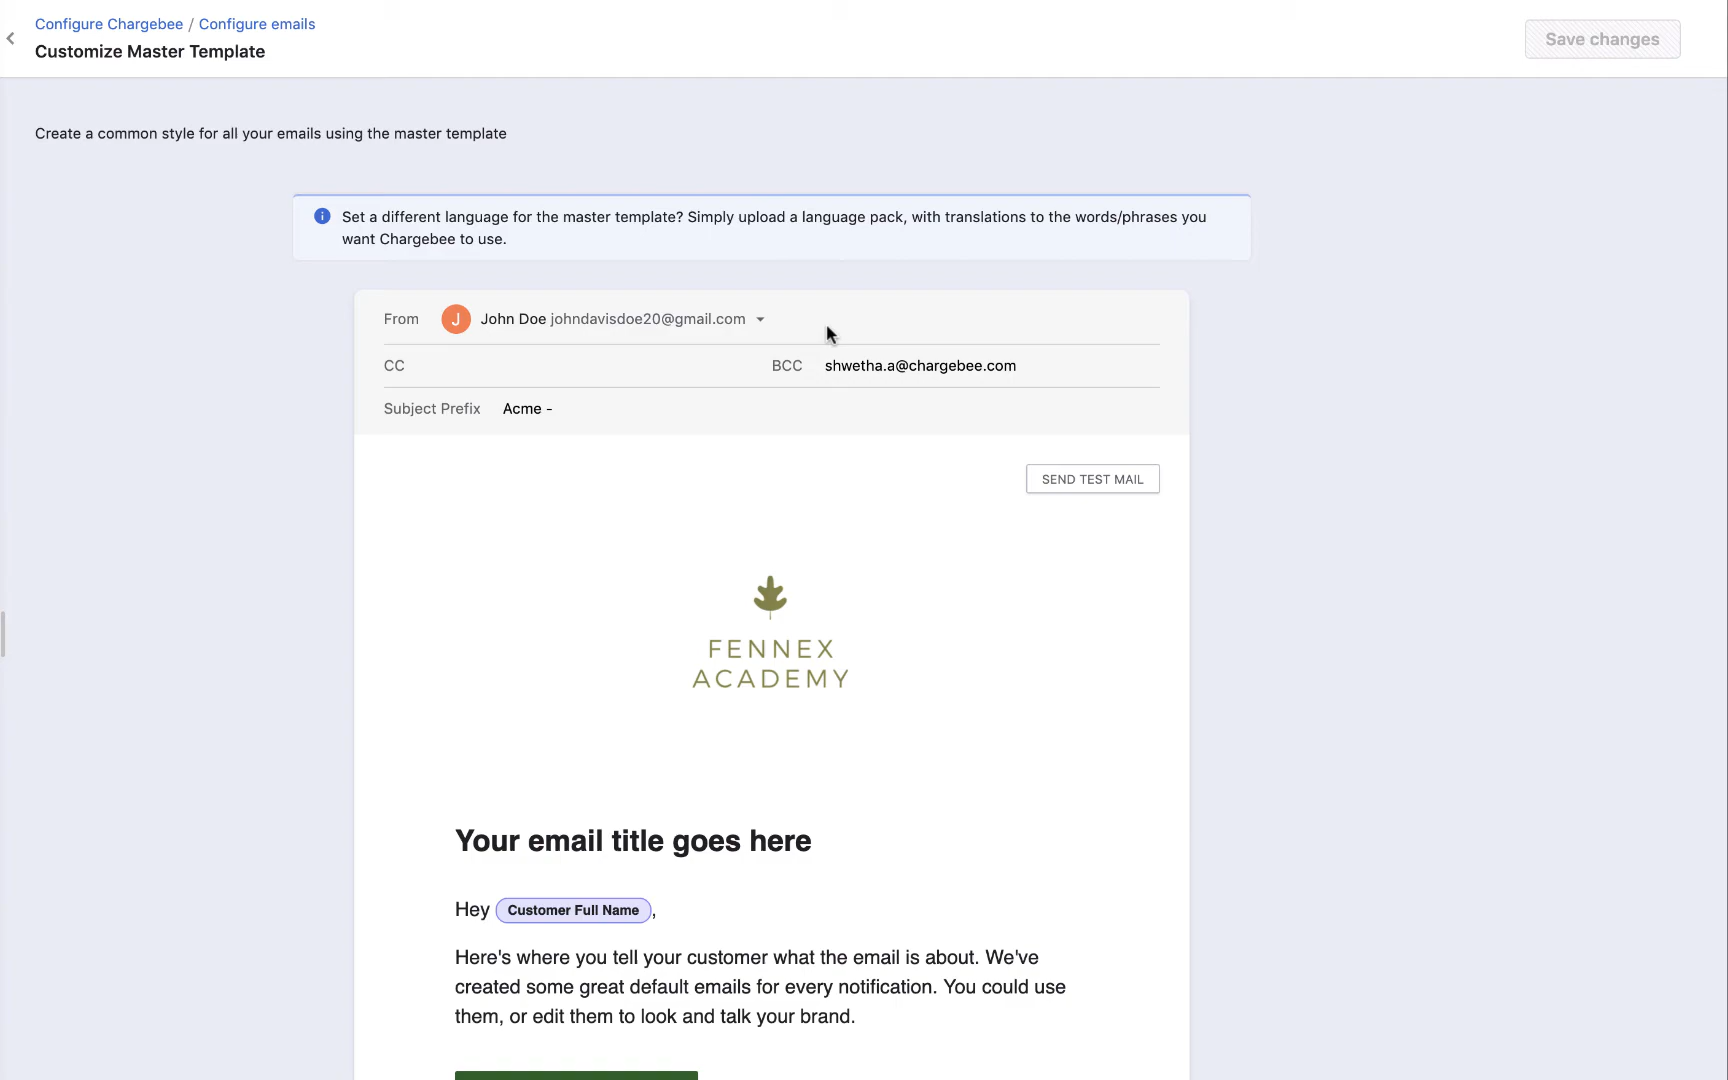 Configure Chargebee / Configure emails
Customize Master Template
Save changes
Create a common style for all your emails using the master template
Set a different language for the master template? Simply upload a language pack, with translations to the words/phrases you
want Chargebee to use.
From J John Doe johndavisdoe20@gmail.com
CC BCC shwetha.a@chargebee.com
Subject Prefix Acme -
SEND TEST MAIL
FENNEX
ACADEMY
Your email title goes here
Hey Customer Full Name,
Here's where you tell your customer what the email is about. We've
created some great default emails for every notification. You could use
them, or edit them to look and talk your brand.